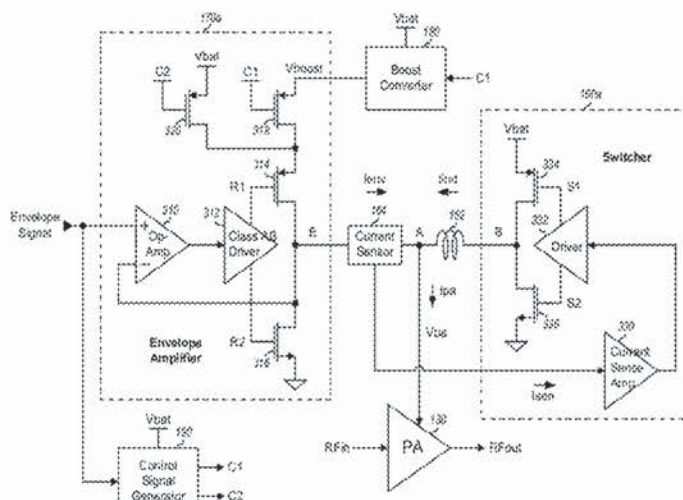 170a
Vbat
180
C2
Vbat
C1
Vboost
Boost
Converter
C1
160a
320
318
Vbat
Switcher
314
334
R1
S1
Ienv
Iind
310
312
164
162
332
Envelope
Signal
Op-
Amp
Class AB
Driver
E
Current
Sensor
A
B
Driver
Ipa
S2
Envelope
Amplifier
R2
316
Vpa
336
330
Current
Sense
Amp
Isen
Vbat
190
130
Control
Signal
Generator
C1
C2
RFin
PA
RFout